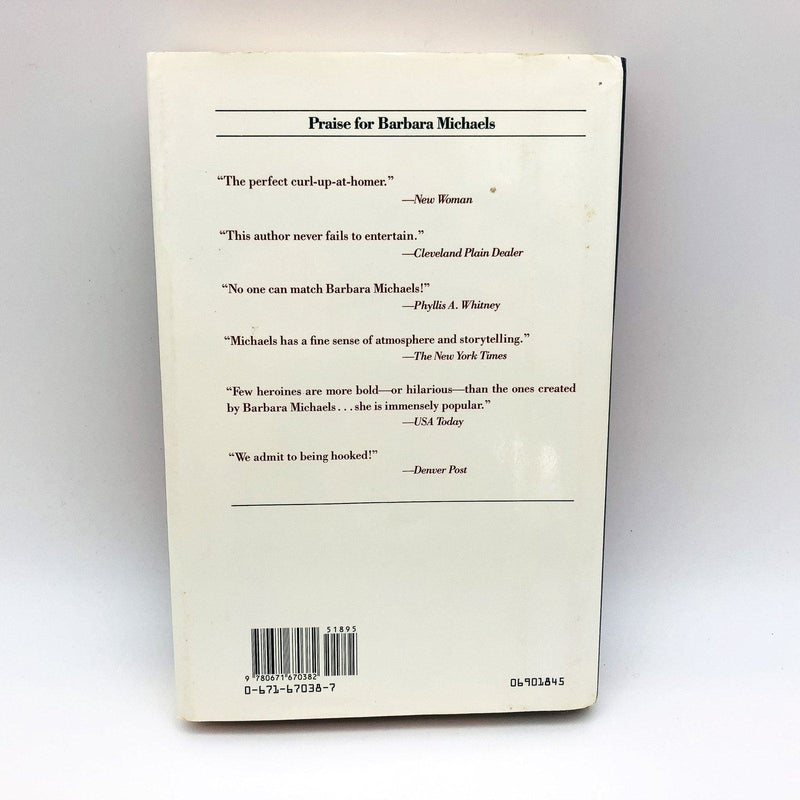 Praise for Barbara Michaels
“The perfect curl-up-at-homer.”
—New Woman
“This author never fails to entertain.”
—Cleveland Plain Dealer
“No one can match Barbara Michaels!”
—Phyllis A. Whitney
“Michaels has a fine sense of atmosphere and storytelling.”
—The New York Times
“Few heroines are more bold—or hilarious—than the ones created
by Barbara Michaels . . . she is immensely popular.”
—USA Today
“We admit to being hooked!”
—Denver Post
51895
9 780671 670382
0-671-67038-7
06901845